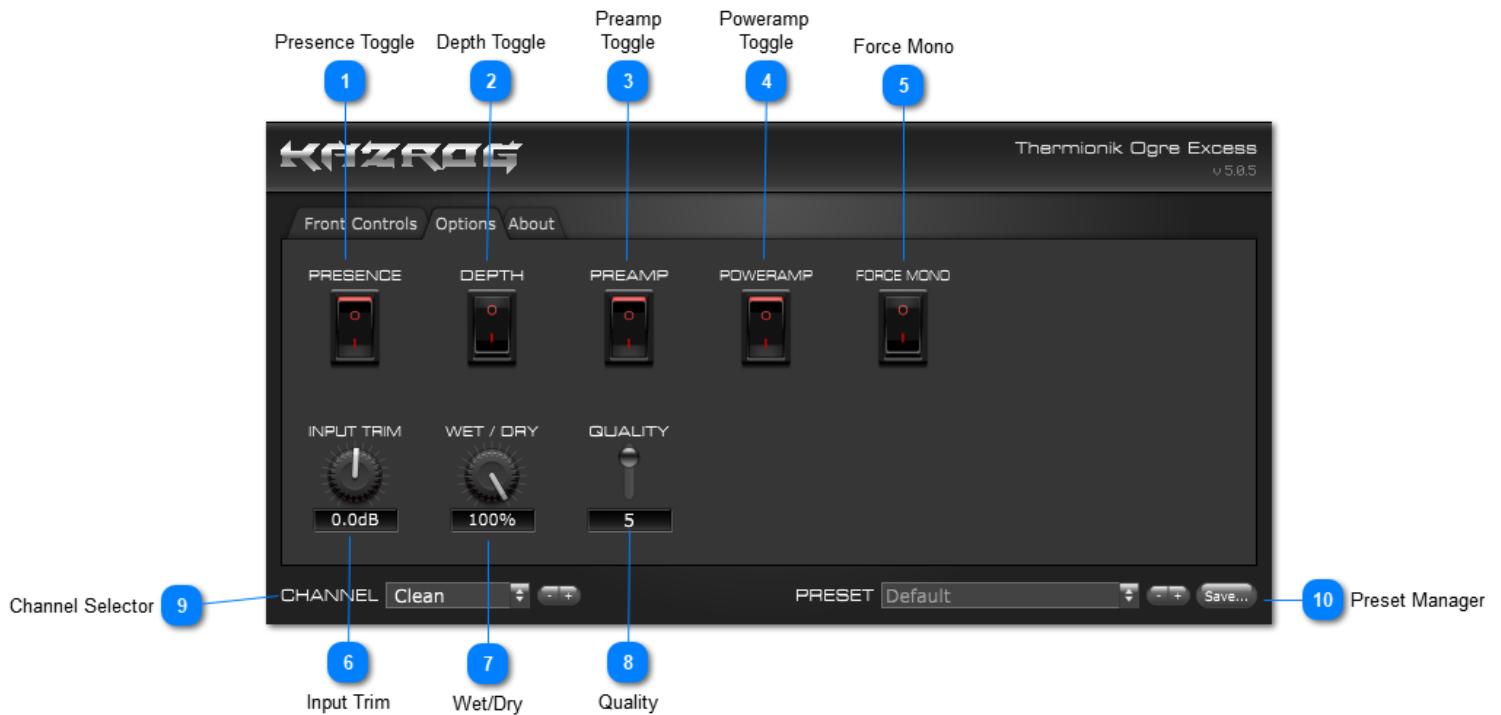 Presence Toggle
Depth Toggle
Preamp
Toggle
Poweramp
Toggle
Force Mono
1
2
3
4
5
KAZROG
Thermionik Ogre Excess
v 5.0.5
Front Controls
Options
About
PRESENCE
DEPTH
PREAMP
POWERAMP
FORCE MONO
INPUT TRIM
WET / DRY
QUALITY
0.0dB
100%
5
Channel Selector
9
CHANNEL
Clean
- +
PRESET
Default
- +
Save...
10
Preset Manager
6
7
8
Input Trim
Wet/Dry
Quality